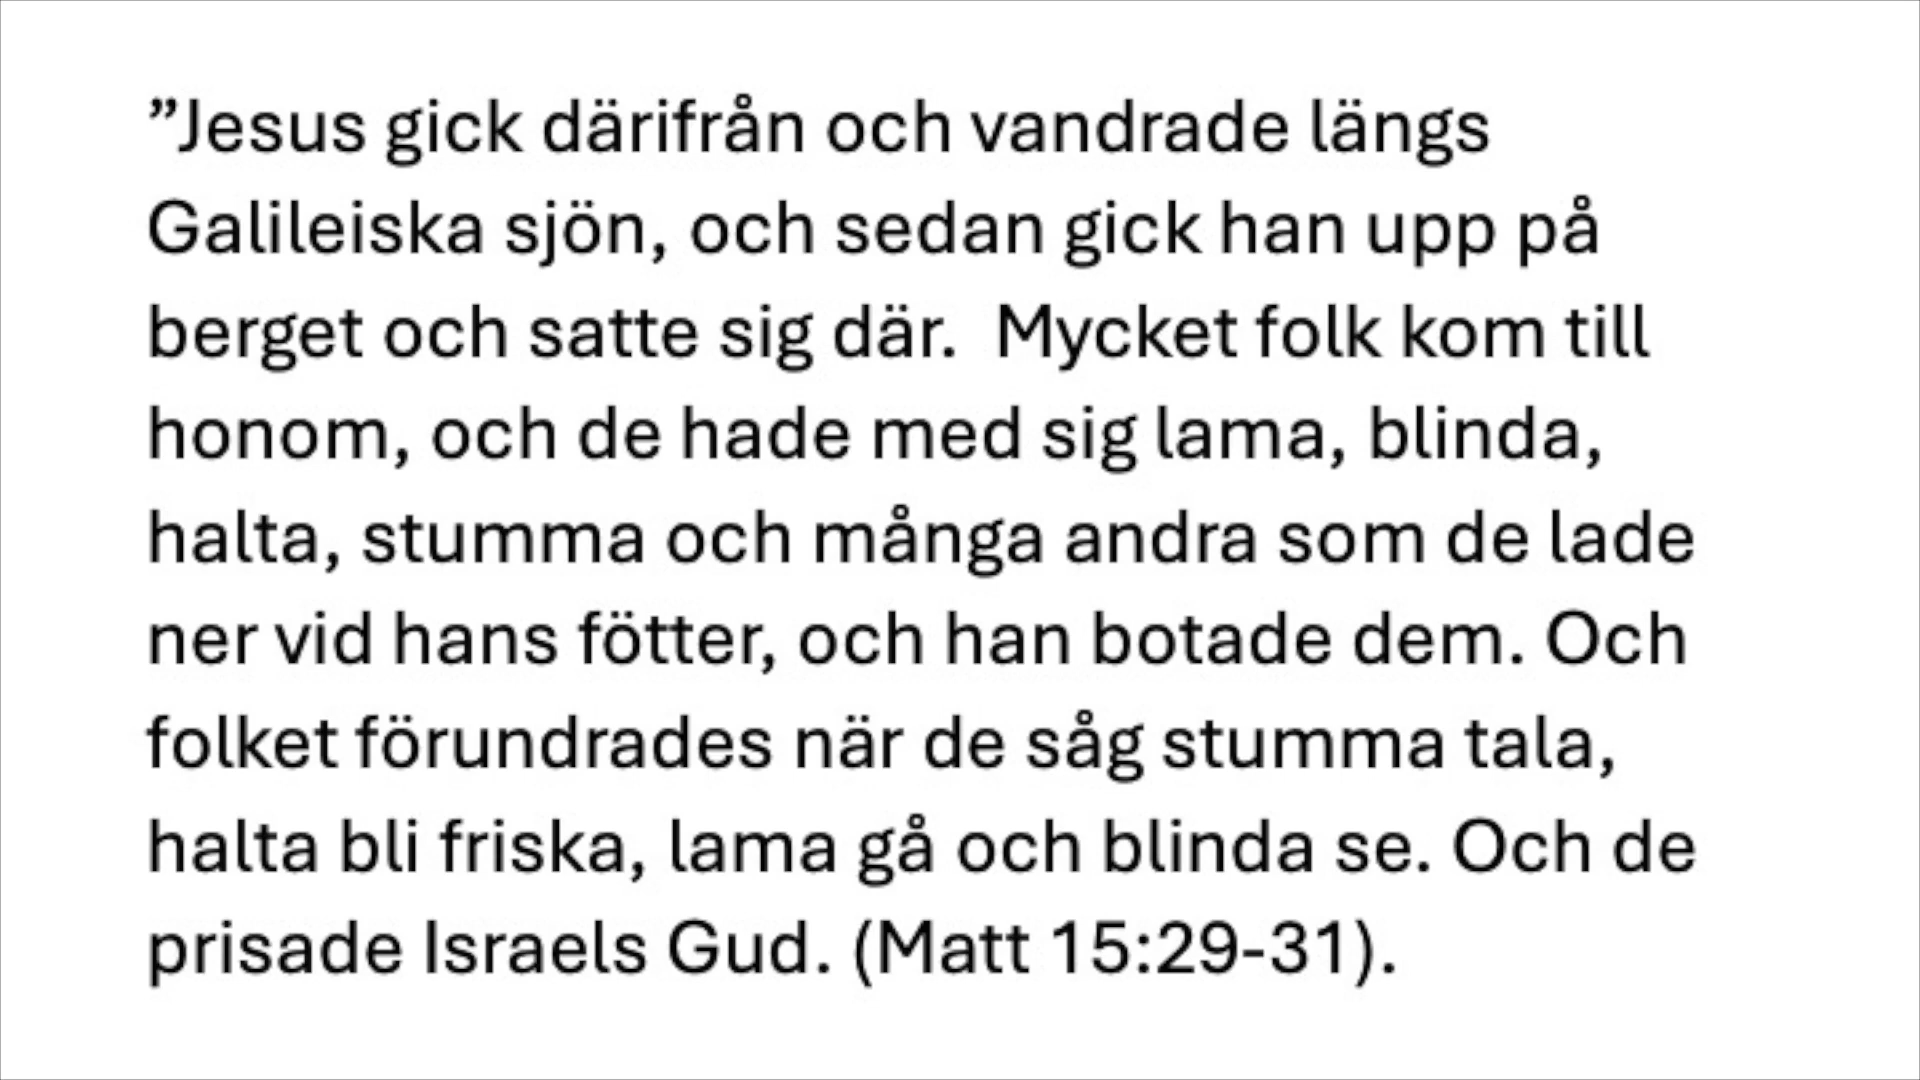 ”Jesus gick därifrån och vandrade längs
Galileiska sjön, och sedan gick han upp på
berget och satte sig där.  Mycket folk kom till
honom, och de hade med sig lama, blinda,
halta, stumma och många andra som de lade
ner vid hans fötter, och han botade dem. Och
folket förundrades när de såg stumma tala,
halta bli friska, lama gå och blinda se. Och de
prisade Israels Gud. (Matt 15:29-31).